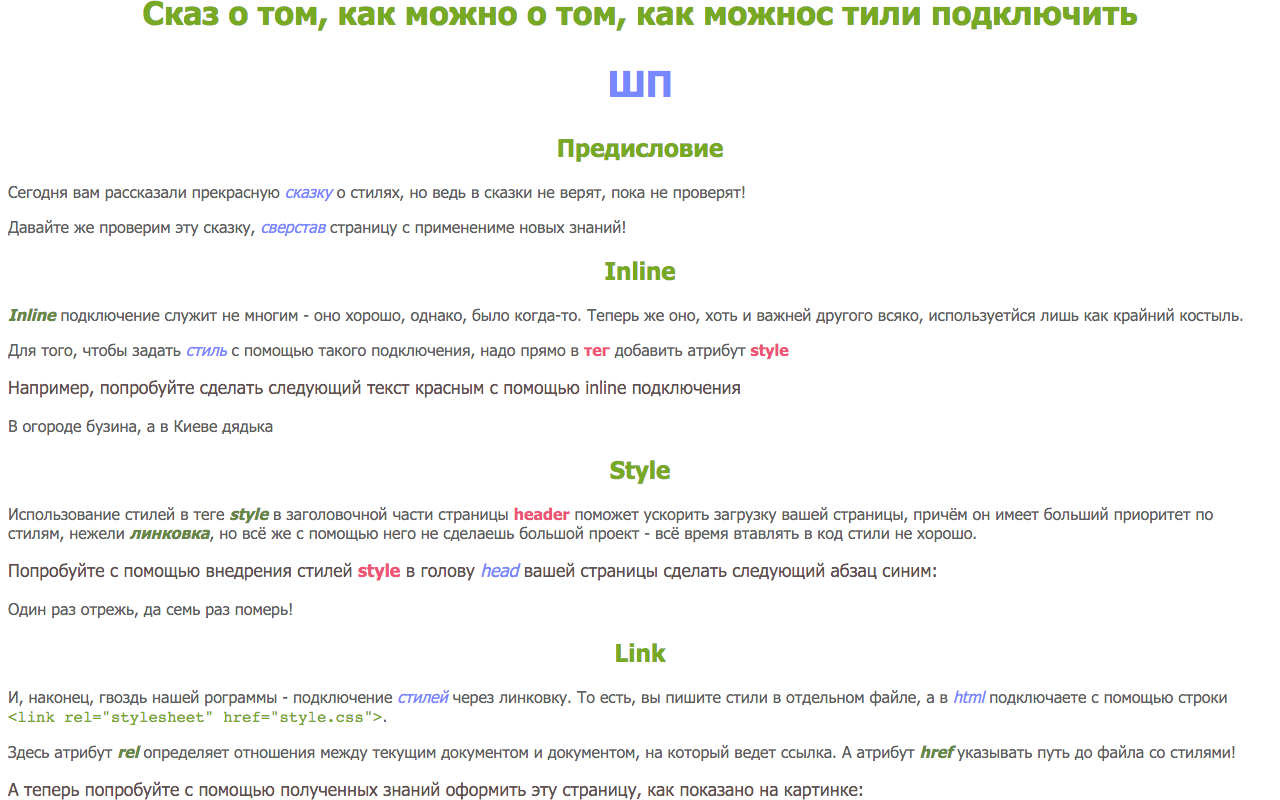 Сказ о том, как можно о том, как можнос тили подключить
ШП
Предисловие
Сегодня вам рассказали прекрасную сказку о стилях, но ведь в сказки не верят, пока не проверят!
Давайте же проверим эту сказку, сверстав страницу с применениме новых знаний!
Inline
Inline подключение служит не многим - оно хорошо, однако, было когда-то. Теперь же оно, хоть и важней другого всяко, используетйся лишь как крайний костыль.
Для того, чтобы задать стиль с помощью такого подключения, надо прямо в тег добавить атрибут style
Например, попробуйте сделать следующий текст красным с помощью inline подключения
В огороде бузина, а в Киеве дядька
Style
Использование стилей в теге style в заголовочной части страницы header поможет ускорить загрузку вашей страницы, причём он имеет больший приоритет по
стилям, нежели линковка, но всё же с помощью него не сделаешь большой проект - всё время втавлять в код стили не хорошо.
Попробуйте с помощью внедрения стилей style в голову head вашей страницы сделать следующий абзац синим:
Один раз отрежь, да семь раз померь!
Link
И, наконец, гвоздь нашей рограммы - подключение стилей через линковку. То есть, вы пишите стили в отдельном файле, а в html подключаете с помощью строки
<link rel="stylesheet" href="style.css">.
Здесь атрибут rel определяет отношения между текущим документом и документом, на который ведет ссылка. А атрибут href указывать путь до файла со стилями!
А теперь попробуйте с помощью полученных знаний оформить эту страницу, как показано на картинке: